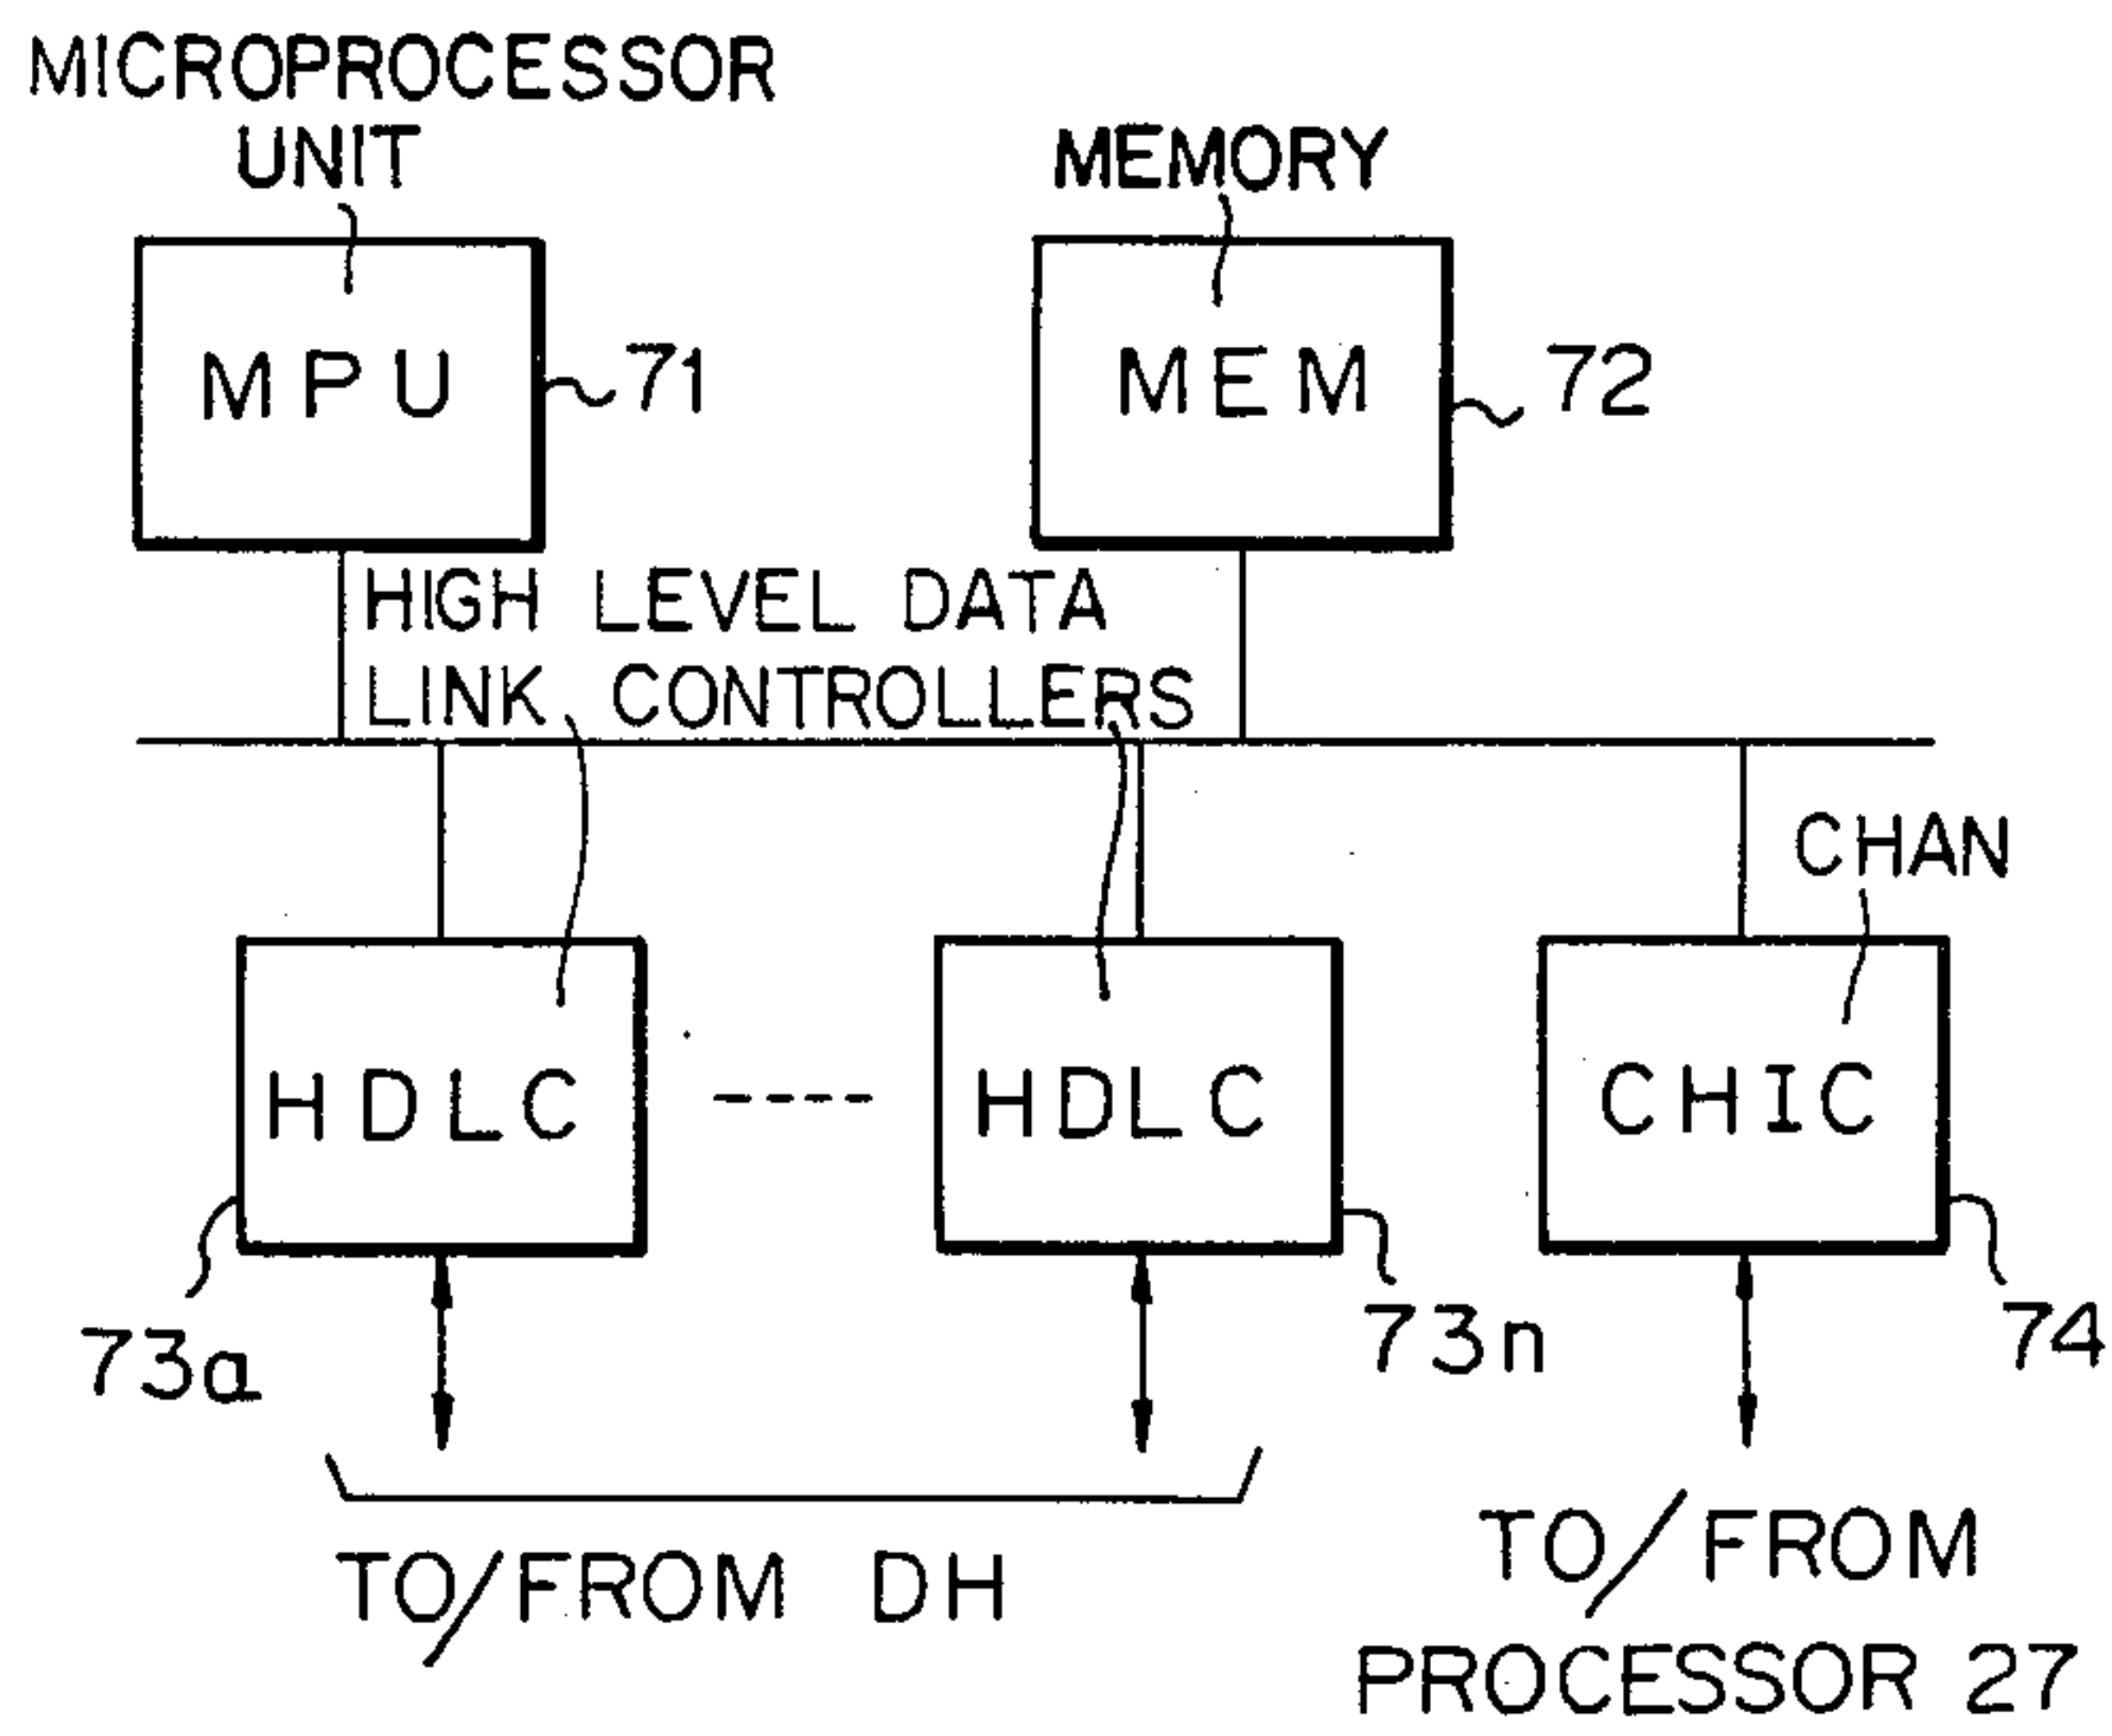 MICROPROCESSOR
UNIT
MEMORY
MPU
71
MEM
72
HIGH LEVEL DATA
LINK CONTROLLERS
CHAN
HDLC
----
HDLC
CHIC
73a
73n
74
TO/FROM DH
TO/FROM
PROCESSOR 27